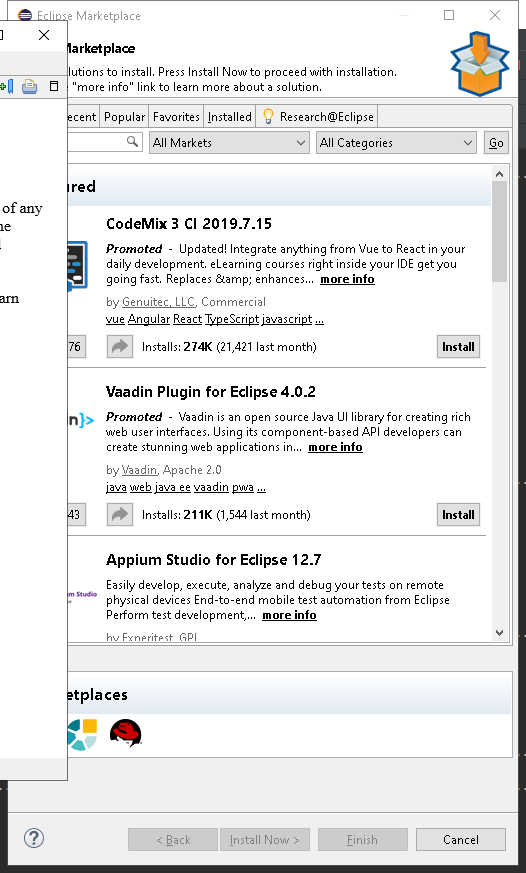 Eclipse Marketplace
Marketplace
lutions to install. Press Install Now to proceed with installation.
"more info" link to learn more about a solution.
ecent Popular Favorites Installed Research@Eclipse
All Markets All Categories Go
ured
of any
CodeMix 3 CI 2019.7.15
Promoted - Updated! Integrate anything from Vue to React in your
daily development. eLearning courses right inside your IDE get you
going fast. Replaces &amp; enhances... more info
arn
by Genuitec, LLC, Commercial
vue Angular React TypeScript javascript ...
76 Installs: 274K (21,421 last month) Install
Vaadin Plugin for Eclipse 4.0.2
in}>
Promoted - Vaadin is an open source Java UI library for creating rich
web user interfaces. Using its component-based API developers can
create stunning web applications in... more info
by Vaadin, Apache 2.0
java web java ee vaadin pwa ...
43 Installs: 211K (1,544 last month) Install
Appium Studio for Eclipse 12.7
um Studio
Easily develop, execute, analyze and debug your tests on remote
physical devices End-to-end mobile test automation from Eclipse
Perform test development,... more info
by Experitest, GPL
etplaces
< Back Install Now > Finish Cancel